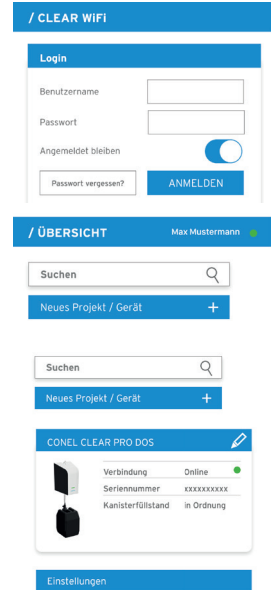 / CLEAR WiFi
Login
Benutzername
Passwort
Angemeldet bleiben
Passwort vergessen? ANMELDEN
/ ÜBERSICHT Max Mustermann
Suchen
Neues Projekt / Gerät +
Suchen
Neues Projekt / Gerät +
CONEL CLEAR PRO DOS
Verbindung Online
Seriennummer xxxxxxxxxx
Kanisterfüllstand in Ordnung
Einstellungen